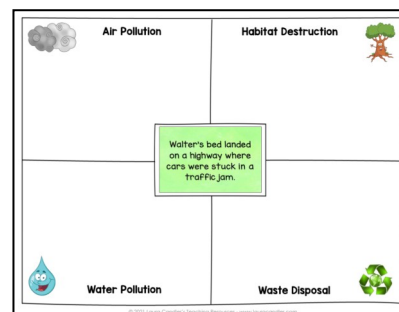 Air Pollution
Habitat Destruction
Walter's bed landed
on a highway where
cars were stuck in a
traffic jam.
Water Pollution
Waste Disposal